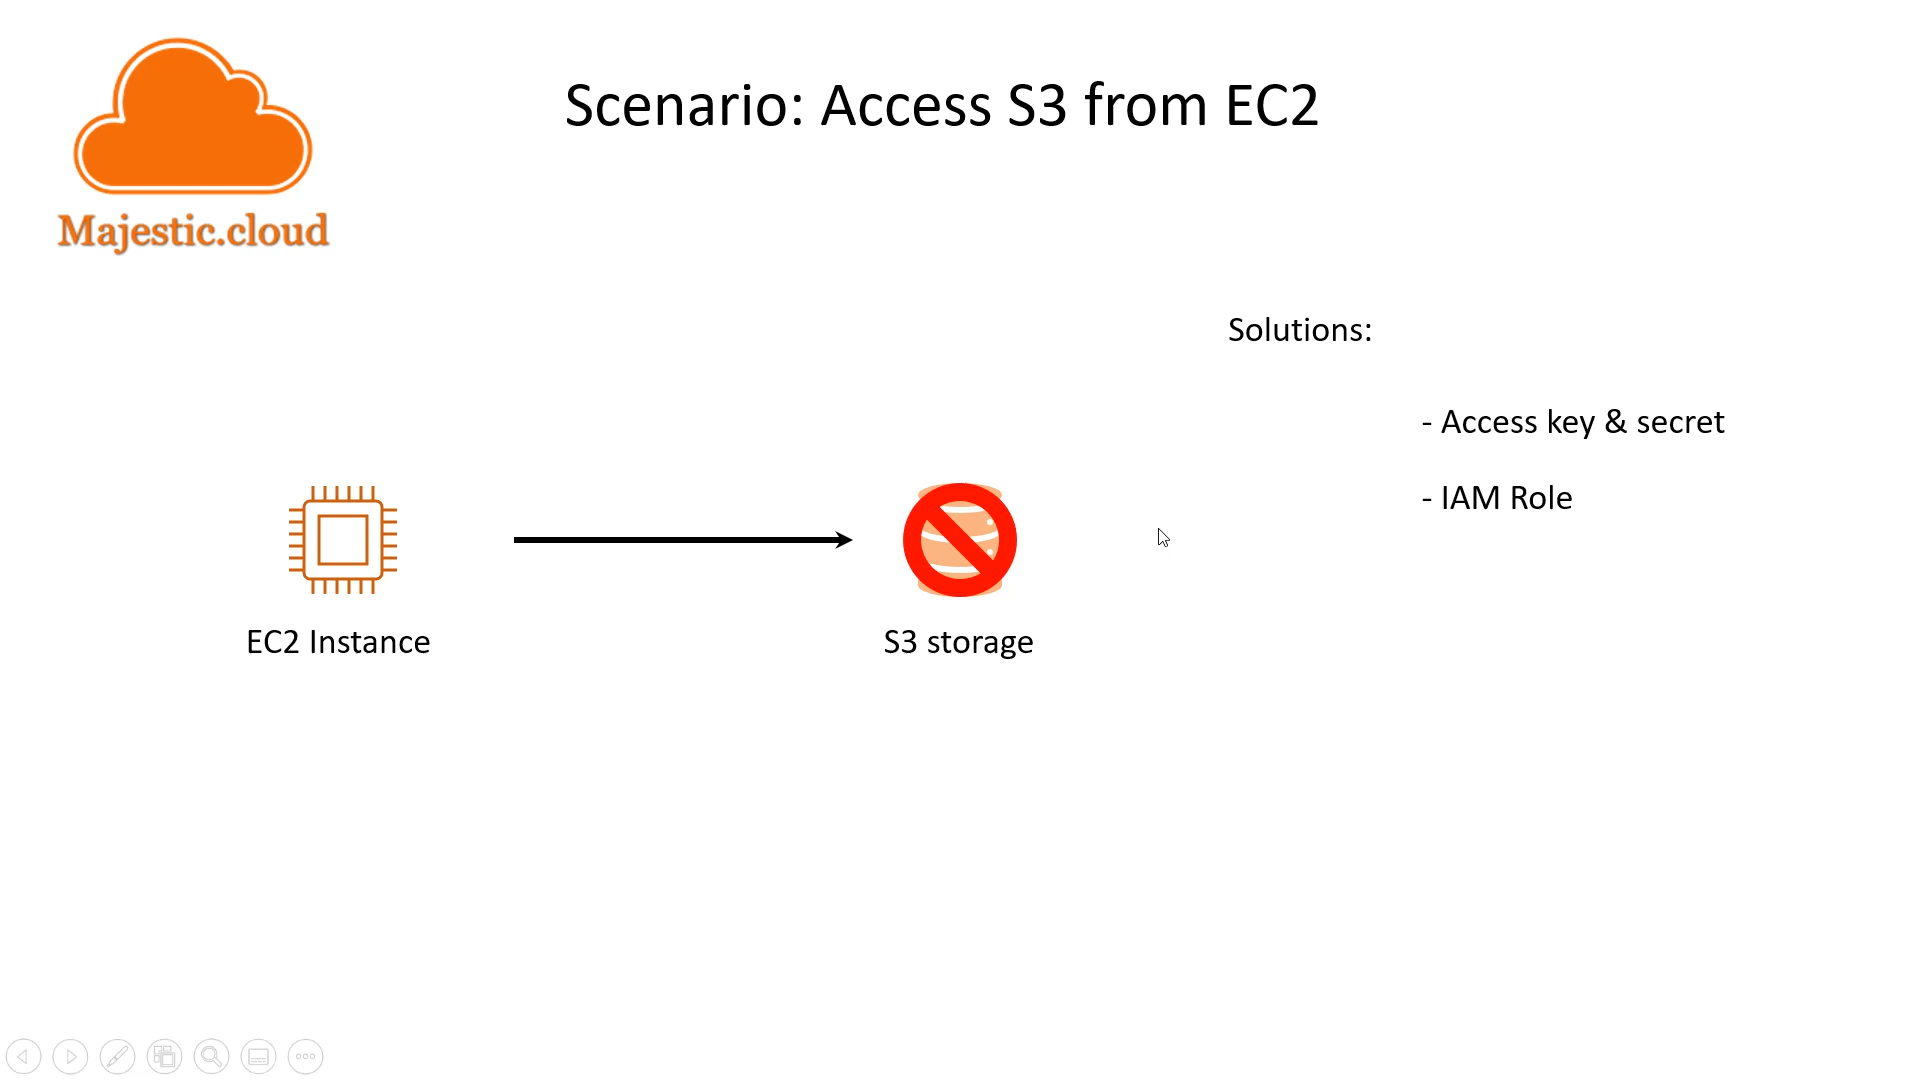 Majestic.cloud
Scenario: Access S3 from EC2
Solutions:
- Access key & secret
- IAM Role
EC2 Instance
S3 storage